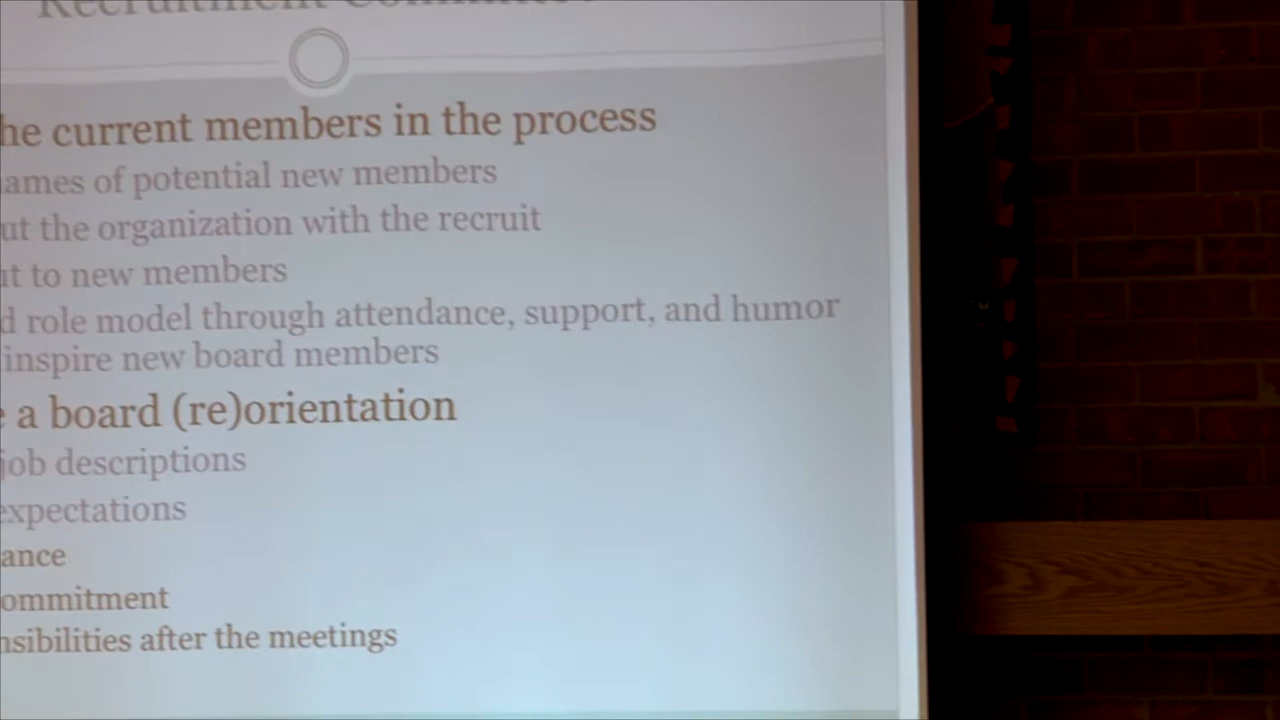 Recruitment
he current members in the process
ames of potential new members
ut the organization with the recruit
t to new members
d role model through attendance, support, and humor
inspire new board members
e a board (re)orientation
job descriptions
expectations
ance
ommitment
nsibilities after the meetings